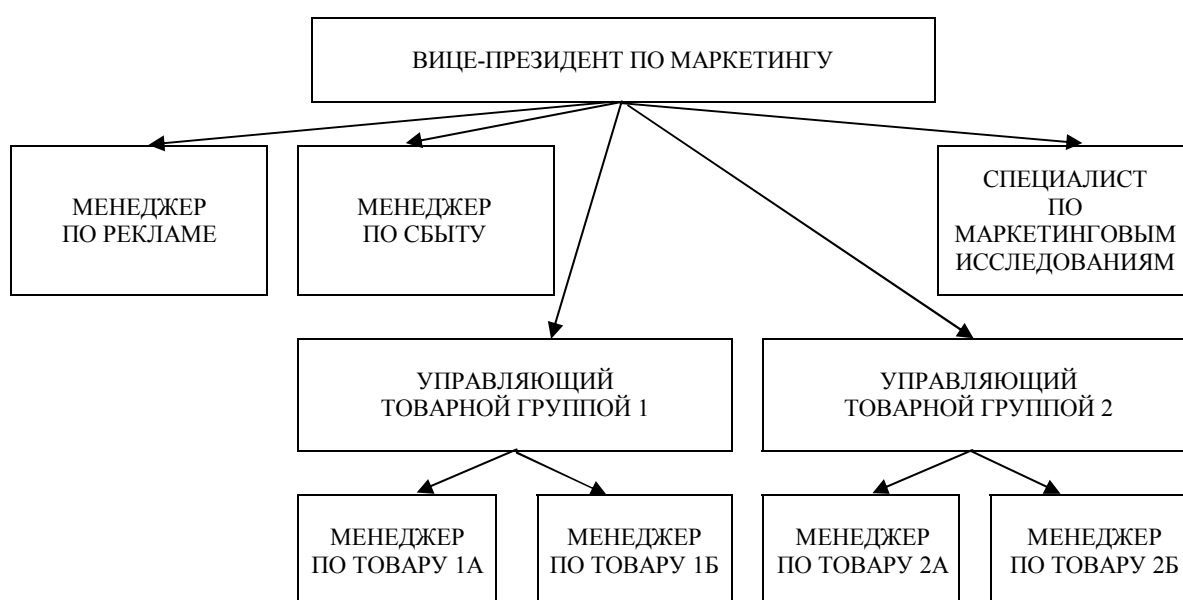 ВИЦЕ-ПРЕЗИДЕНТ ПО МАРКЕТИНГУ
МЕНЕДЖЕР
ПО РЕКЛАМЕ
МЕНЕДЖЕР
ПО СБЫТУ
СПЕЦИАЛИСТ
ПО
МАРКЕТИНГОВЫМ
ИССЛЕДОВАНИЯМ
УПРАВЛЯЮЩИЙ
ТОВАРНОЙ ГРУППОЙ 1
УПРАВЛЯЮЩИЙ
ТОВАРНОЙ ГРУППОЙ 2
МЕНЕДЖЕР
ПО ТОВАРУ 1А
МЕНЕДЖЕР
ПО ТОВАРУ 1Б
МЕНЕДЖЕР
ПО ТОВАРУ 2А
МЕНЕДЖЕР
ПО ТОВАРУ 2Б